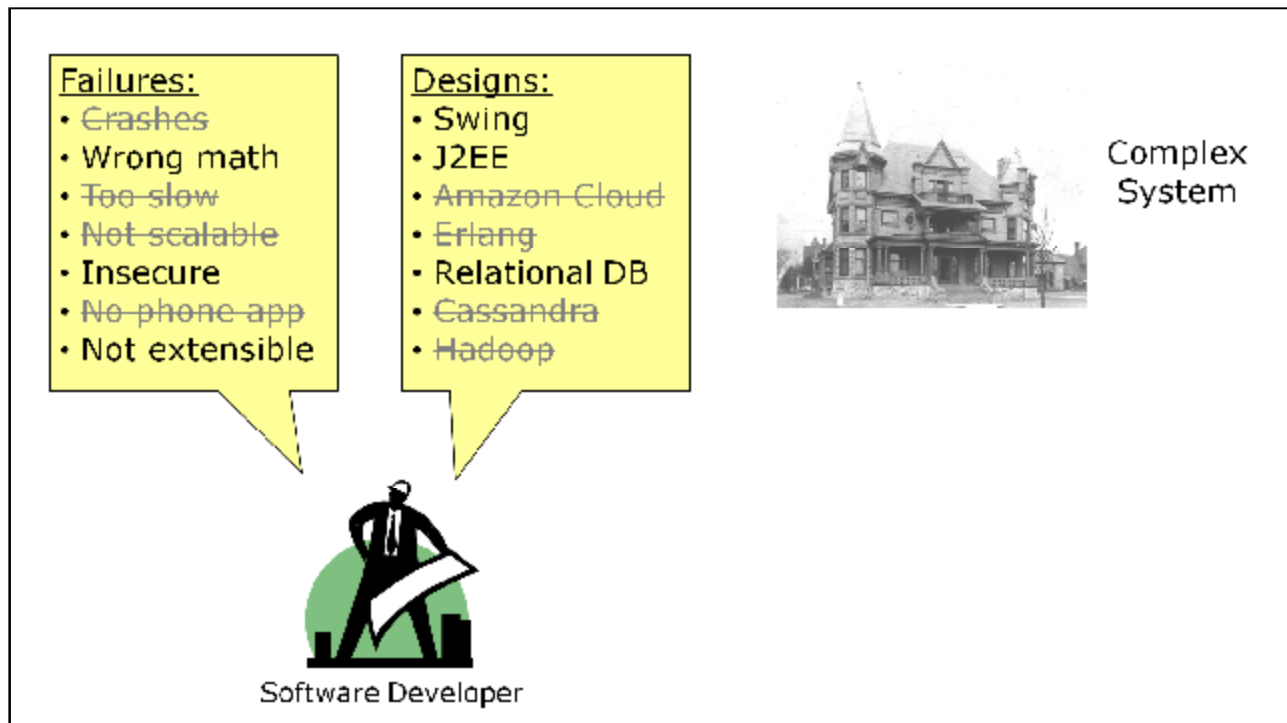 Failures:
• Crashes
• Wrong math
• Too slow
• Not scalable
• Insecure
• No phone app
• Not extensible
Designs:
• Swing
• J2EE
• Amazon Cloud
• Erlang
• Relational DB
• Cassandra
• Hadoop
Complex
System
Software Developer